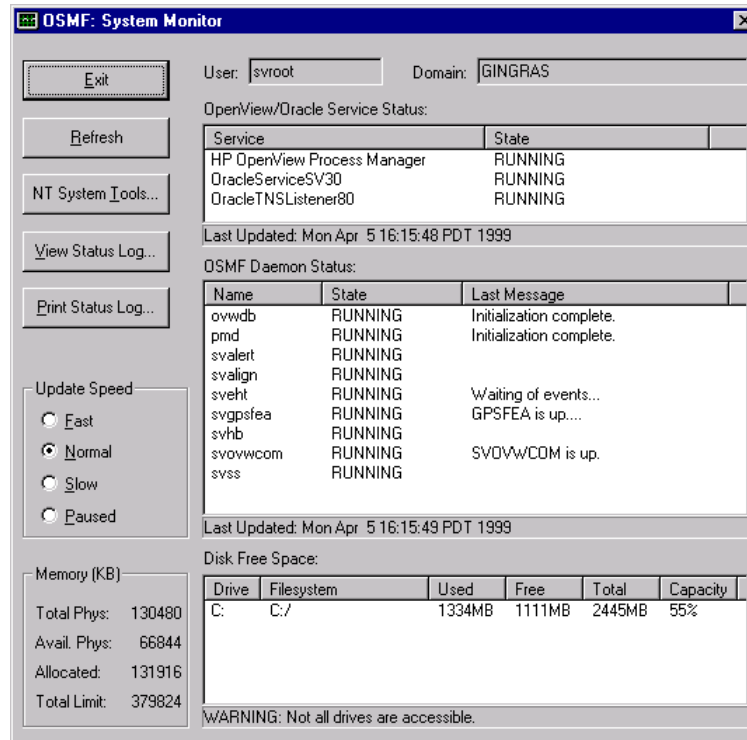 OSMF: System Monitor
Exit
Refresh
NT System Tools...
View Status Log...
Print Status Log...
Update Speed
Fast
Normal
Slow
Paused
Memory (KB)
Total Phys: 130480
Avail. Phys: 66844
Allocated: 131916
Total Limit: 379824
User: svroot Domain: GINGRAS
OpenView/Oracle Service Status:
Service State
HP OpenView Process Manager RUNNING
OracleServiceSV30 RUNNING
OracleTNSListener80 RUNNING
Last Updated: Mon Apr 5 16:15:48 PDT 1999
OSMF Daemon Status:
Name State Last Message
ovwdb RUNNING Initialization complete.
pmd RUNNING Initialization complete.
svalert RUNNING
svalign RUNNING
sveht RUNNING Waiting of events...
svgpsfea RUNNING GPSFEA is up....
svhb RUNNING
svovwcom RUNNING SVOVWCOM is up.
svss RUNNING
Last Updated: Mon Apr 5 16:15:49 PDT 1999
Disk Free Space:
Drive Filesystem Used Free Total Capacity
C: C:/ 1334MB 1111MB 2445MB 55%
WARNING: Not all drives are accessible.